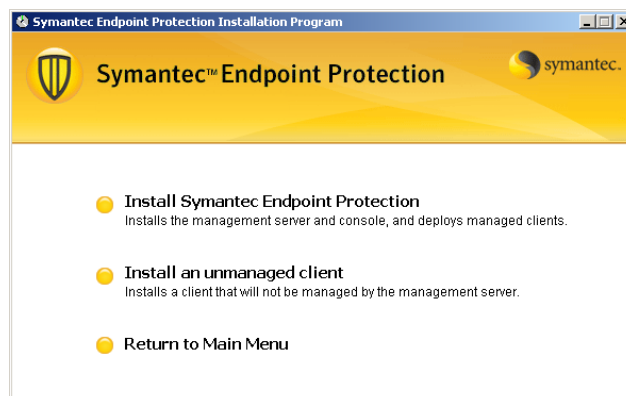 Symantec Endpoint Protection Installation Program
Symantec™ Endpoint Protection
symantec.
Install Symantec Endpoint Protection
Installs the management server and console, and deploys managed clients.
Install an unmanaged client
Installs a client that will not be managed by the management server.
Return to Main Menu